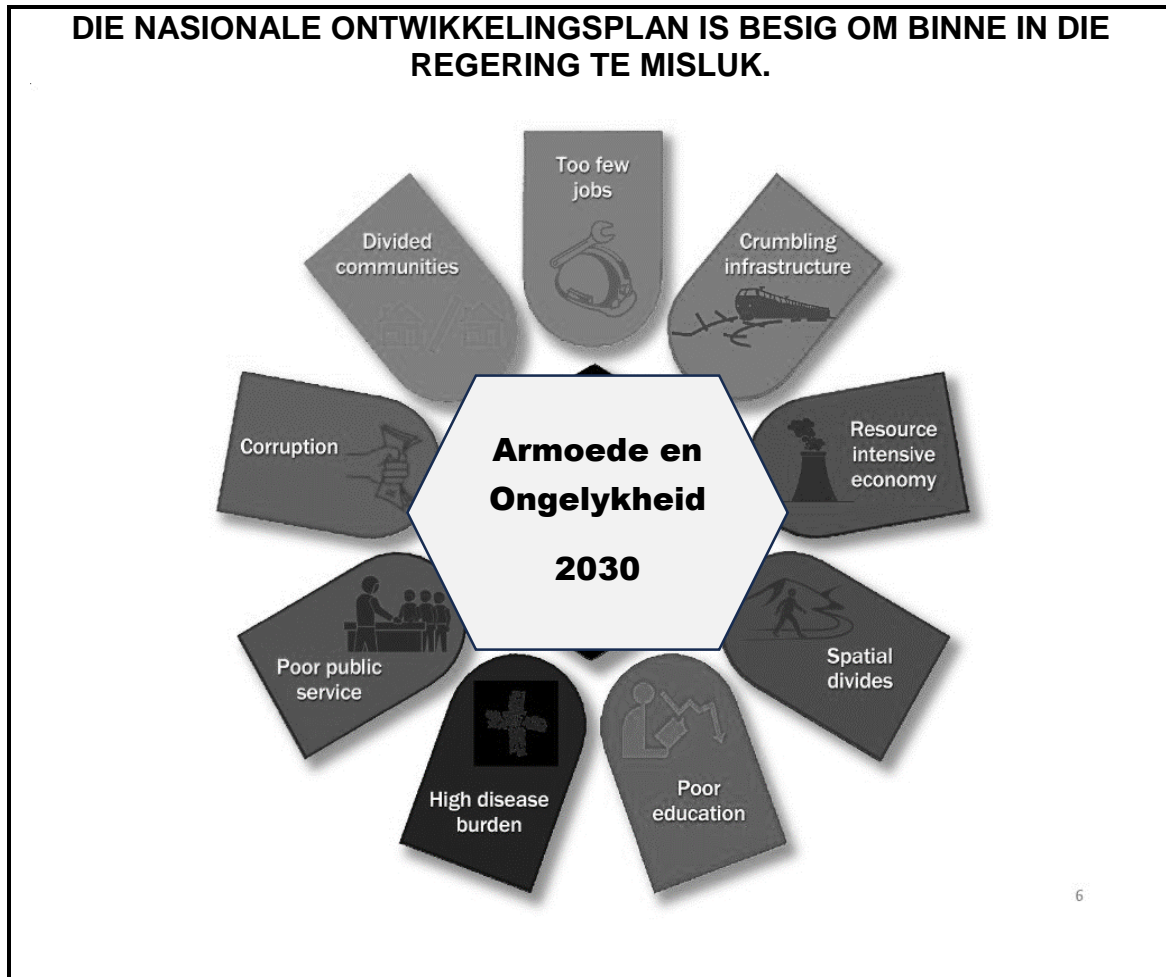 DIE NASIONALE ONTWIKKELINGSPLAN IS BESIG OM BINNE IN DIE
REGERING TE MISLUK.
Too few
jobs
Crumbling
infrastructure
Resource
intensive
economy
Spatial
divides
Poor
education
High disease
burden
Poor public
service
Corruption
Divided
communities
Armoede en
Ongelykheid
2030
6